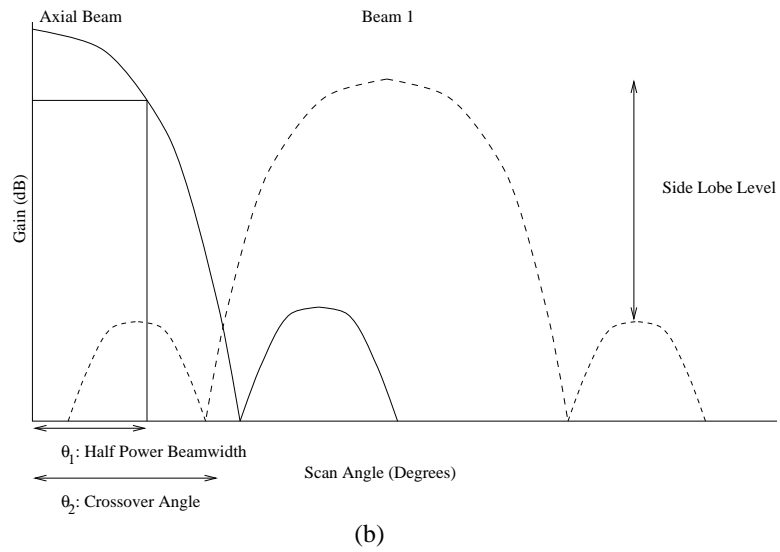 Axial Beam
Beam 1
Gain (dB)
Side Lobe Level
θ1: Half Power Beamwidth
Scan Angle (Degrees)
θ2: Crossover Angle
(b)